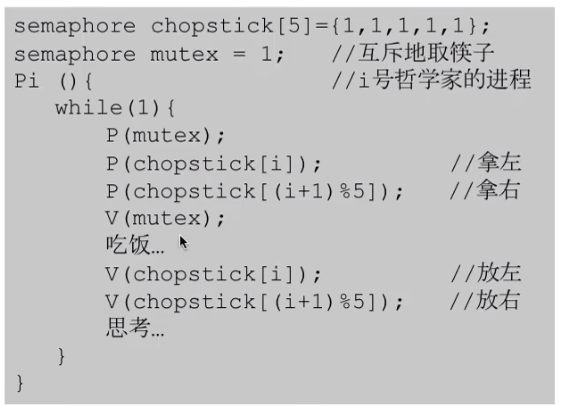 semaphore chopstick[5]={1,1,1,1,1};
semaphore mutex = 1;   //互斥地取筷子
Pi (){                 //i号哲学家的进程
   while(1){
      P(mutex);
      P(chopstick[i]);         //拿左
      P(chopstick[(i+1)%5]);   //拿右
      V(mutex);
      吃饭…
      V(chopstick[i]);         //放左
      V(chopstick[(i+1)%5]);   //放右
      思考…
   }
}